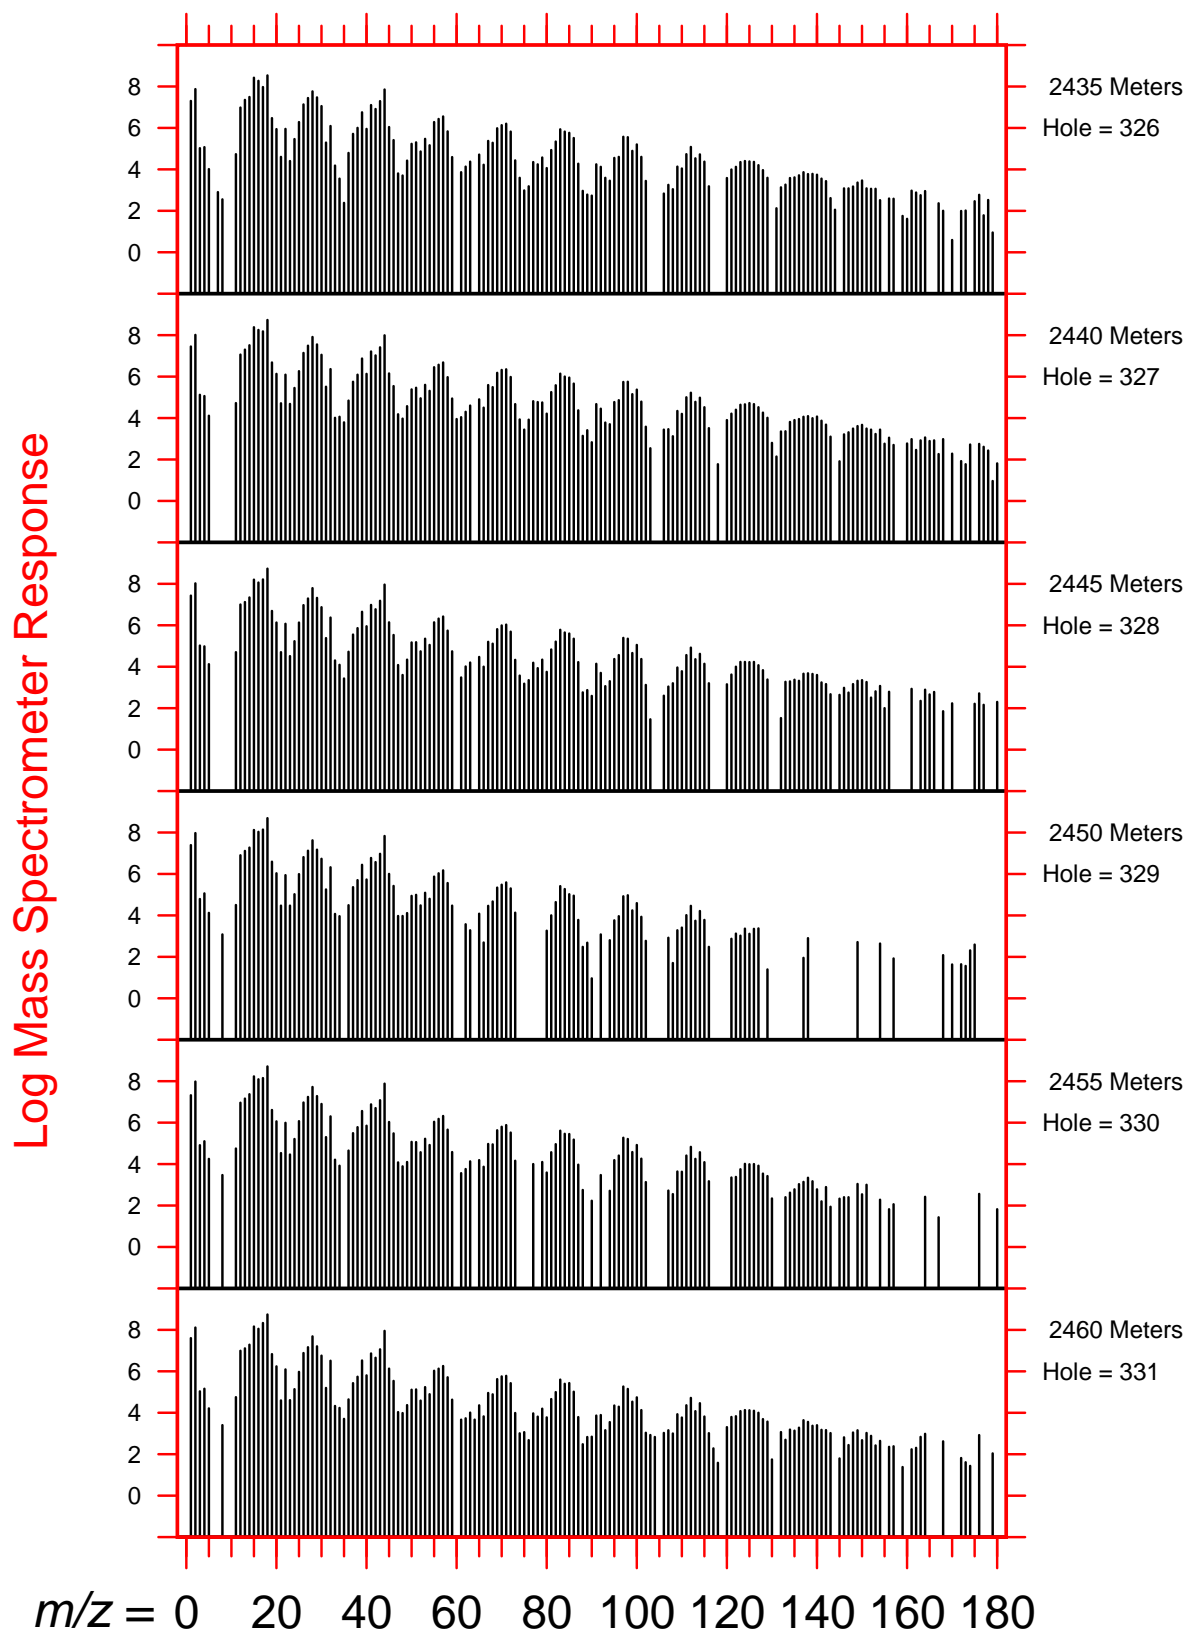 Log Mass Spectrometer Response
8
6
4
2
0
2435 Meters
Hole = 326
8
6
4
2
0
2440 Meters
Hole = 327
8
6
4
2
0
2445 Meters
Hole = 328
8
6
4
2
0
2450 Meters
Hole = 329
8
6
4
2
0
2455 Meters
Hole = 330
8
6
4
2
0
2460 Meters
Hole = 331
m/z = 0 20 40 60 80 100 120 140 160 180